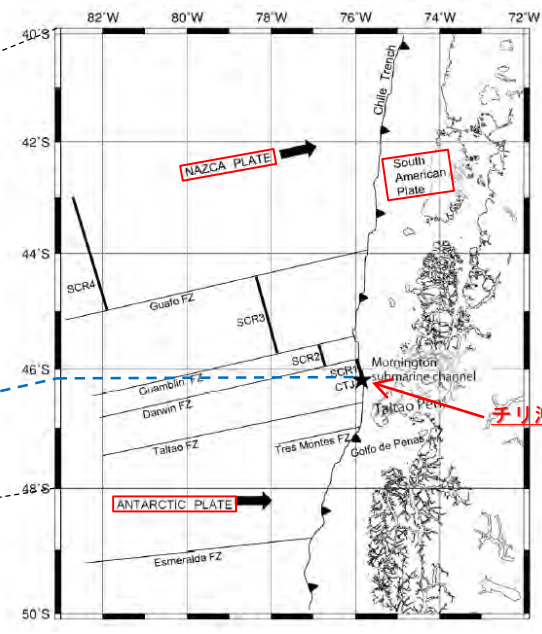 82°W 80°W 78°W 76°W 74°W 72°W
40°S
Chile Trench
42°S
NAZCA PLATE
South
American
Plate
44°S
SCR4
Guafo FZ
SCR3
46°S
SCR2
SCR1
CTJ
Mornington
submarine channel
Guamblin FZ
Darwin FZ
Taitao Pen
チリ
Taitao FZ
Tres Montes FZ
Golfo de Penas
48°S
ANTARCTIC PLATE
Esmeralda FZ
50°S